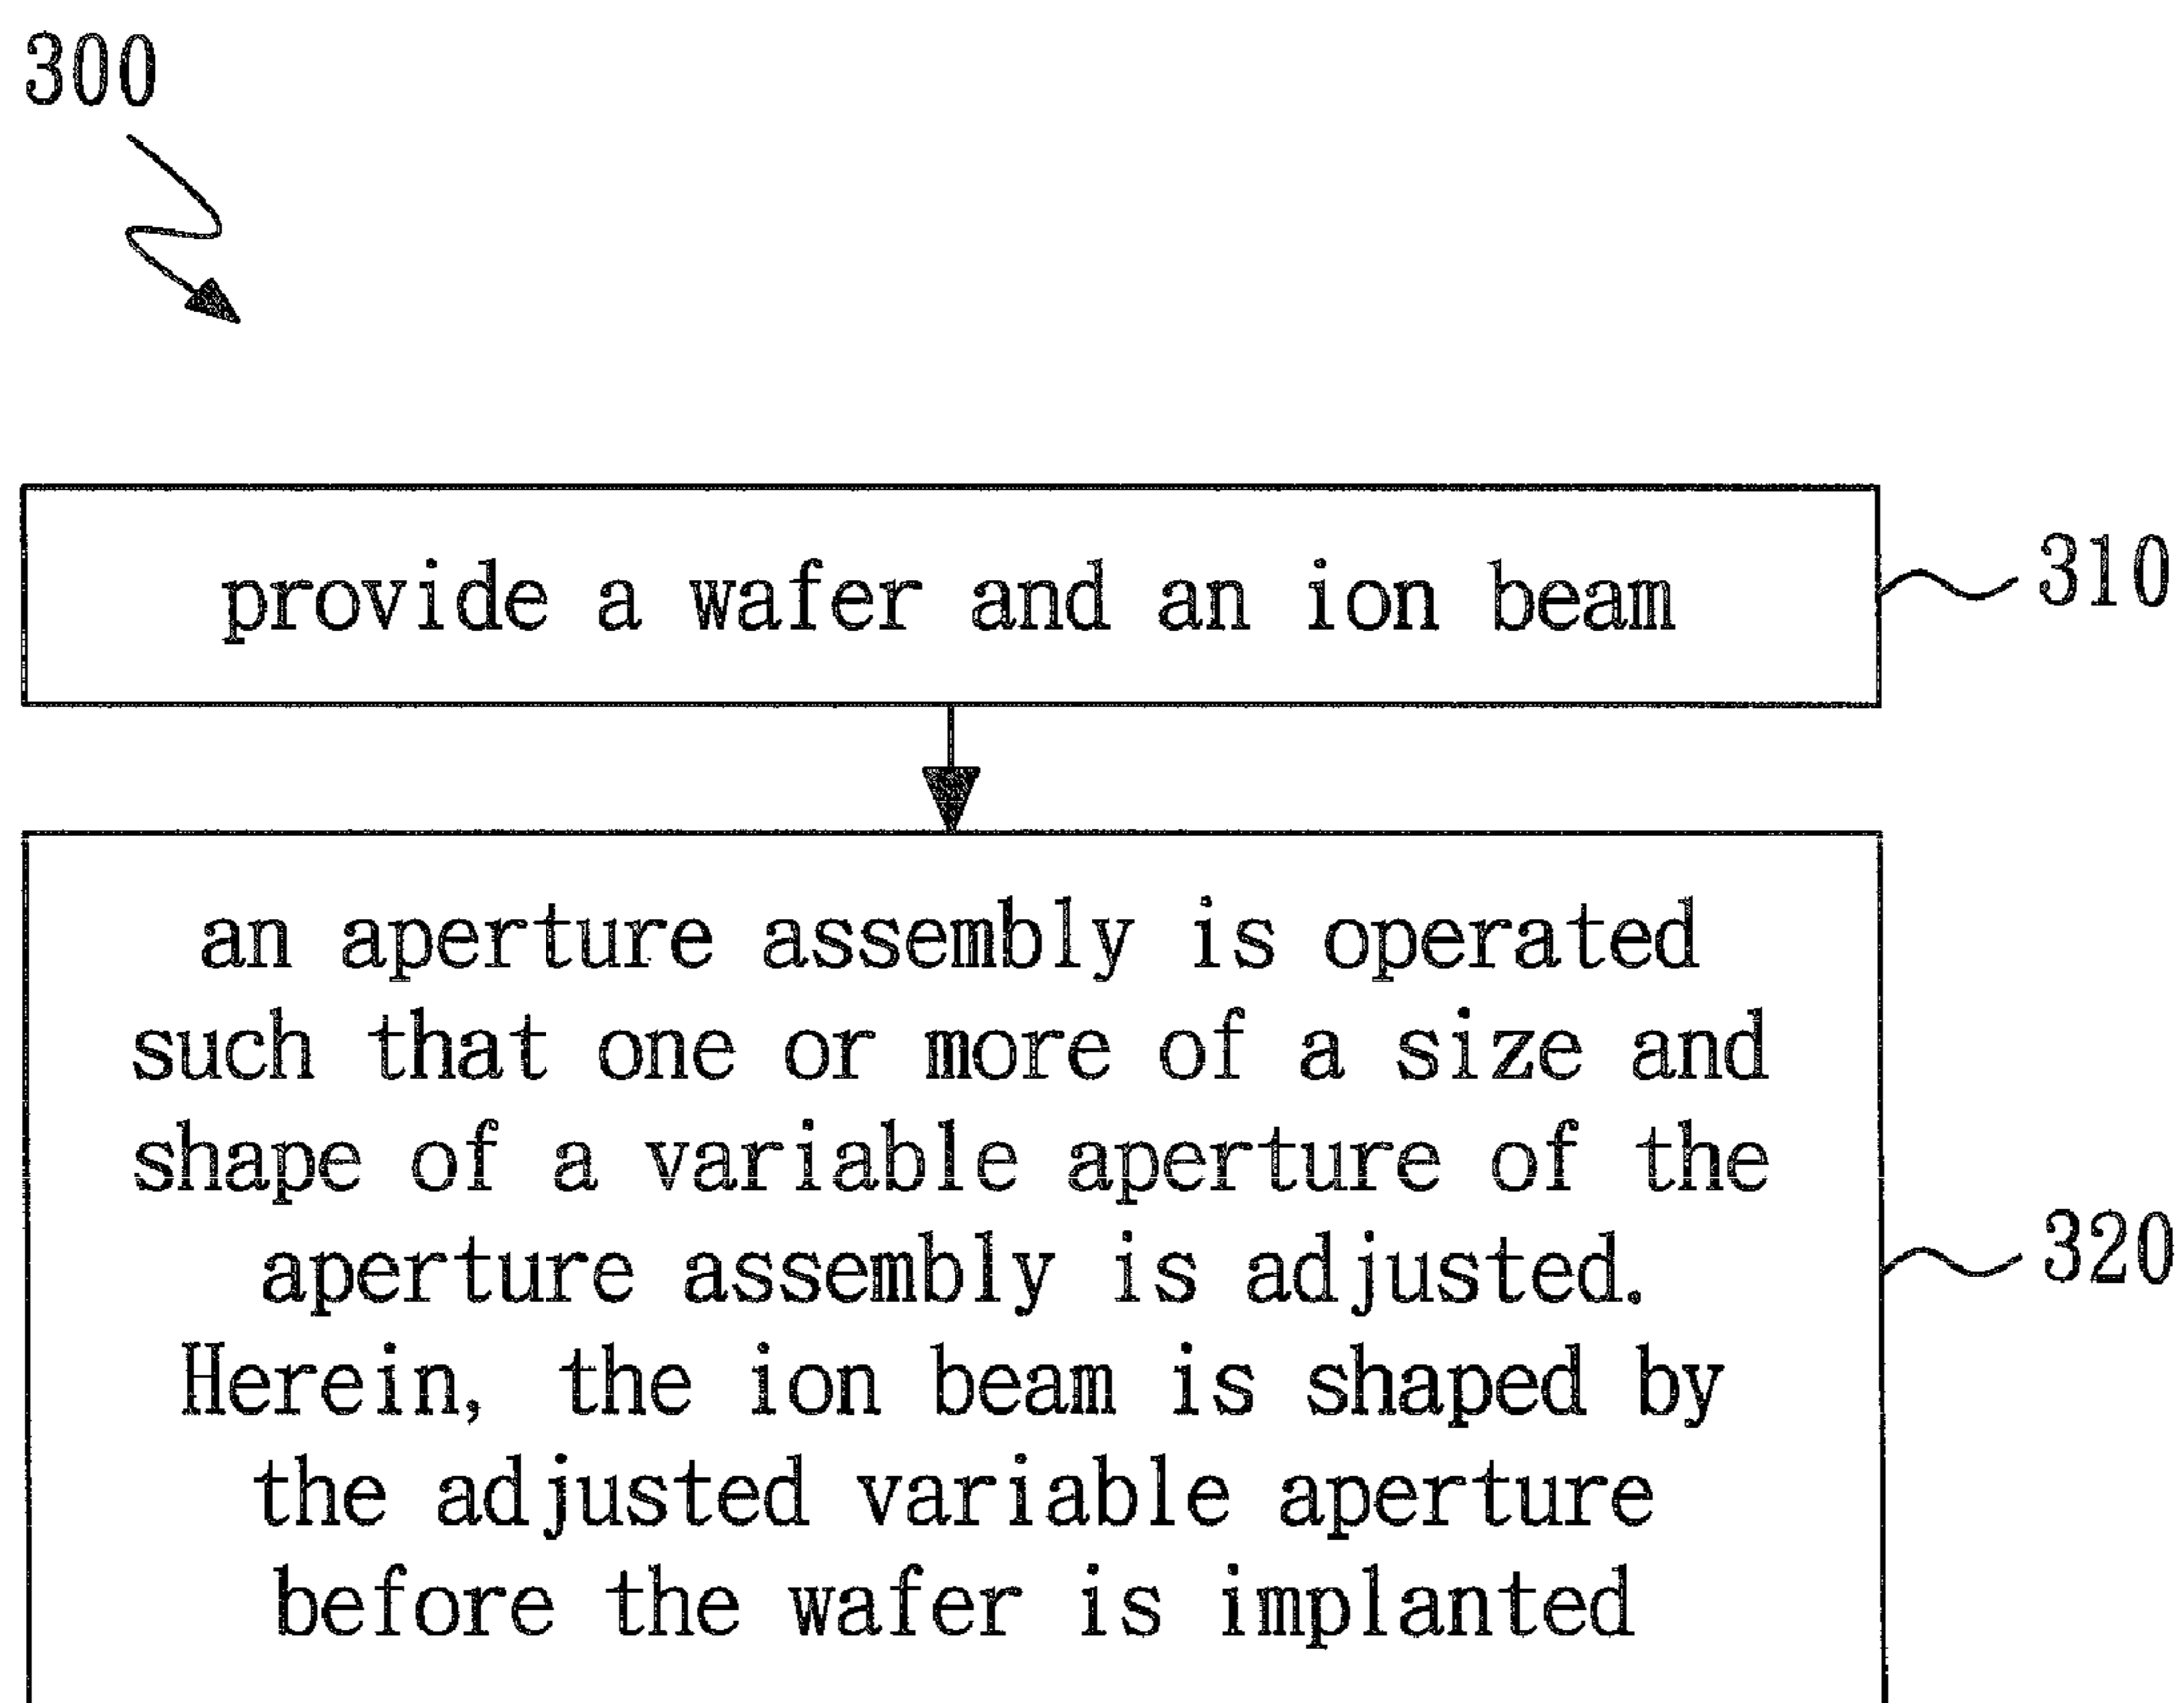 300
provide a wafer and an ion beam
310
an aperture assembly is operated
such that one or more of a size and
shape of a variable aperture of the
aperture assembly is adjusted.
Herein, the ion beam is shaped by
the adjusted variable aperture
before the wafer is implanted
320